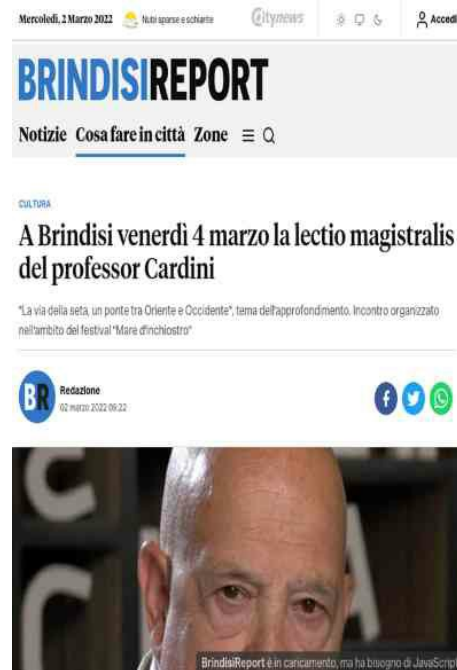 Mercoledì, 2 Marzo 2022 Nubi sparse e schiarite Citynews Accedi
BRINDISIREPORT
Notizie Cosa fare in città Zone
CULTURA
A Brindisi venerdì 4 marzo la lectio magistralis
del professor Cardini
"La via della seta, un ponte tra Oriente e Occidente", tema dell'approfondimento. Incontro organizzato
nell'ambito del festival "Mare d'inchiostro"
BR
Redazione
02 marzo 2022 09:22
BrindisiReport è in caricamento, ma ha bisogno di JavaScrip